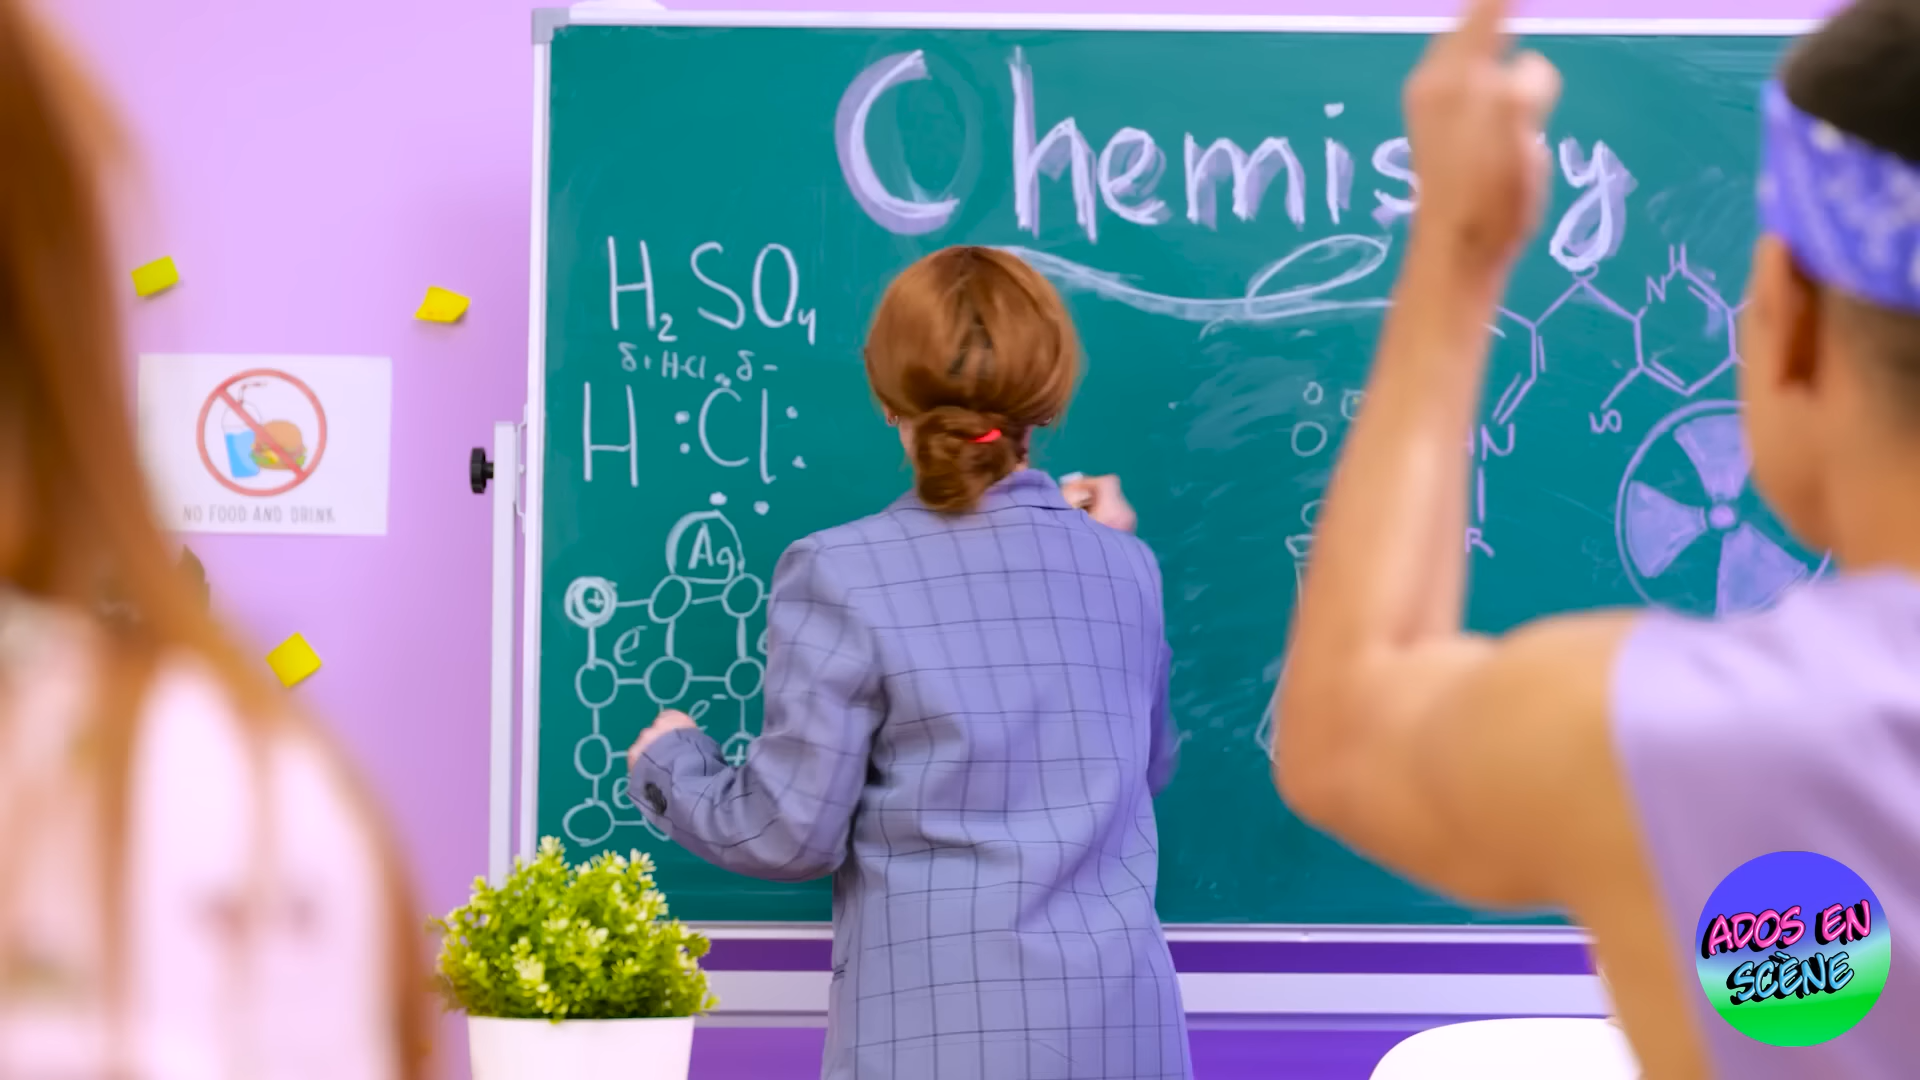 Chemis y
H₂SO₄
δ+ H-Cl δ-
H :Cl:
NO FOOD AND DRINK
Ag
+
e
e⁻
+
e
N
H
N
R
ADOS EN
SCÈNE